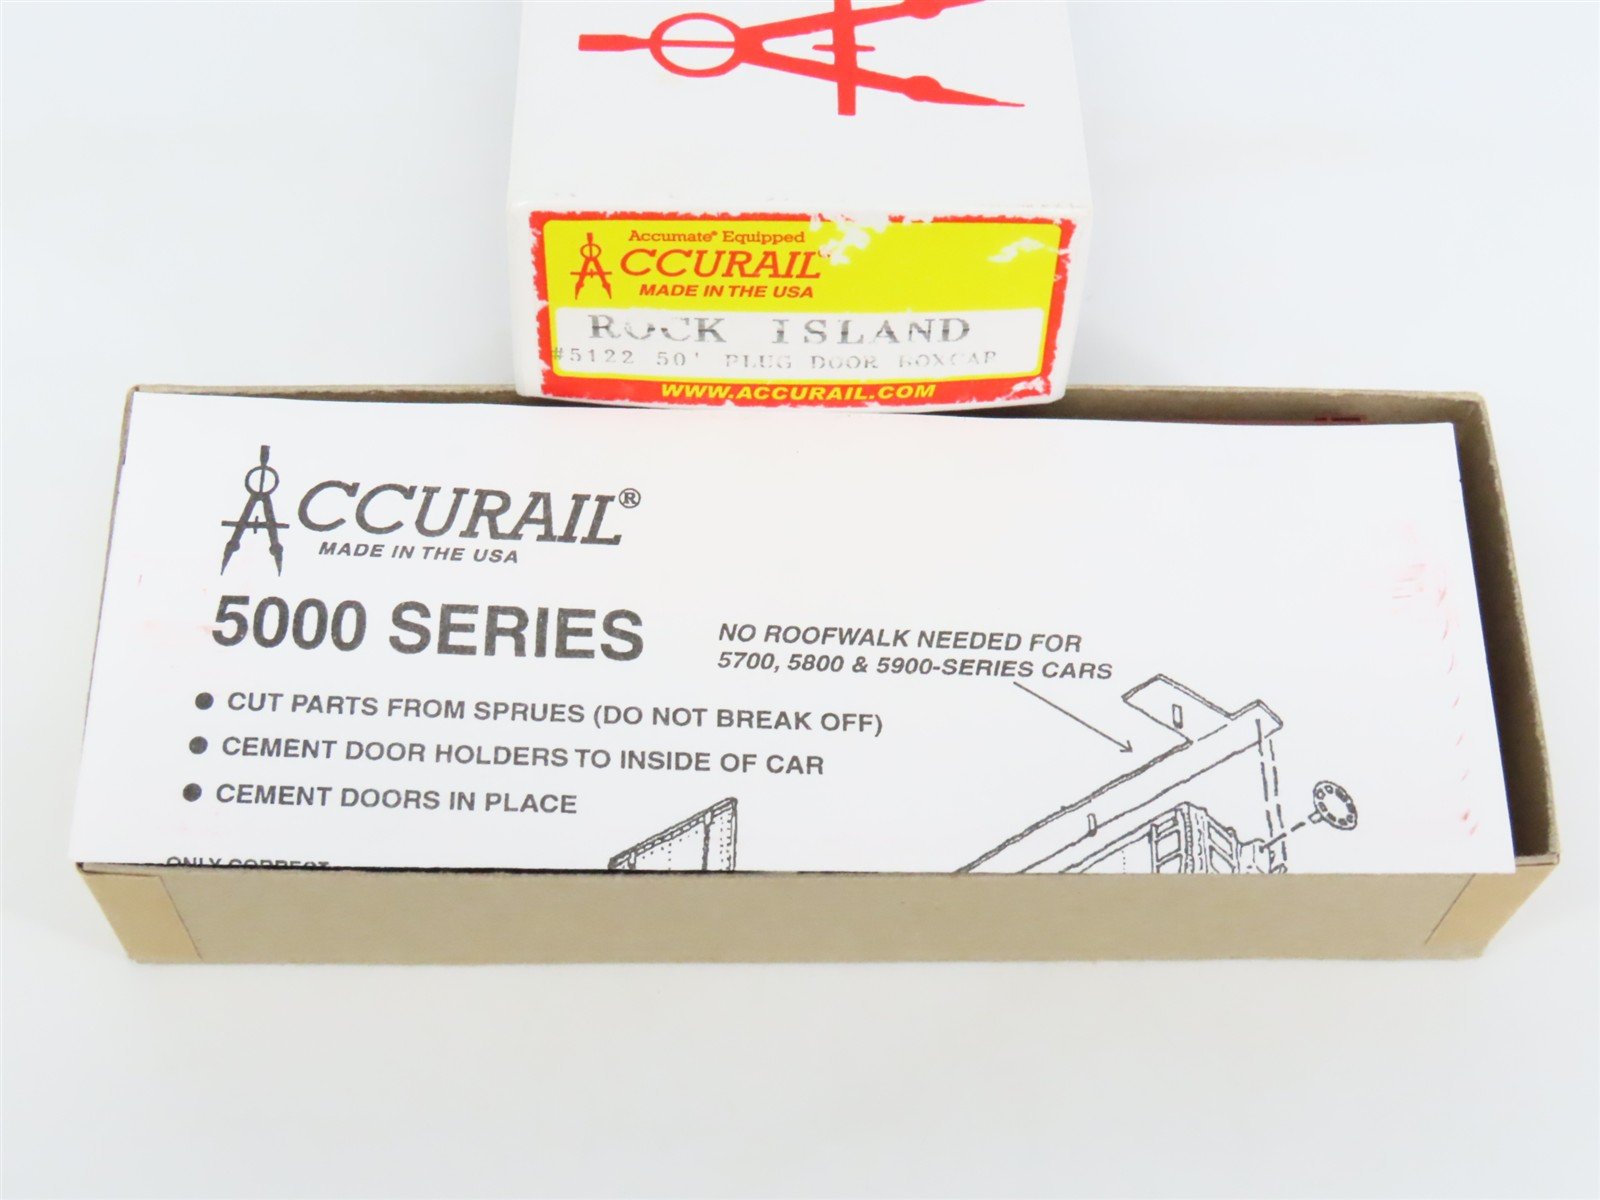 Accumate® Equipped
ACCURAIL®
MADE IN THE USA
ROCK ISLAND
#5122 50' PLUG DOOR BOXCAR
WWW.ACCURAIL.COM
ACCURAIL®
MADE IN THE USA
5000 SERIES
NO ROOFWALK NEEDED FOR
5700, 5800 & 5900-SERIES CARS
● CUT PARTS FROM SPRUES (DO NOT BREAK OFF)
● CEMENT DOOR HOLDERS TO INSIDE OF CAR
● CEMENT DOORS IN PLACE
ONLY CORRECT